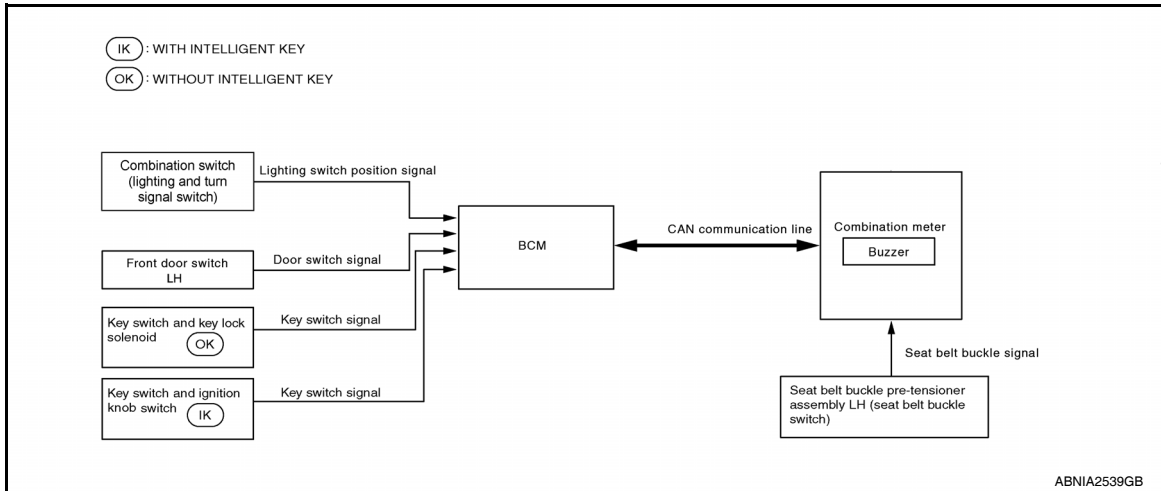 IK : WITH INTELLIGENT KEY
OK : WITHOUT INTELLIGENT KEY
Combination switch
(lighting and turn
signal switch)
Lighting switch position signal
Front door switch
LH
Door switch signal
Key switch and key lock
solenoid OK
Key switch signal
Key switch and ignition
knob switch IK
Key switch signal
BCM
CAN communication line
Combination meter
Buzzer
Seat belt buckle signal
Seat belt buckle pre-tensioner
assembly LH (seat belt buckle
switch)
ABNIA2539GB